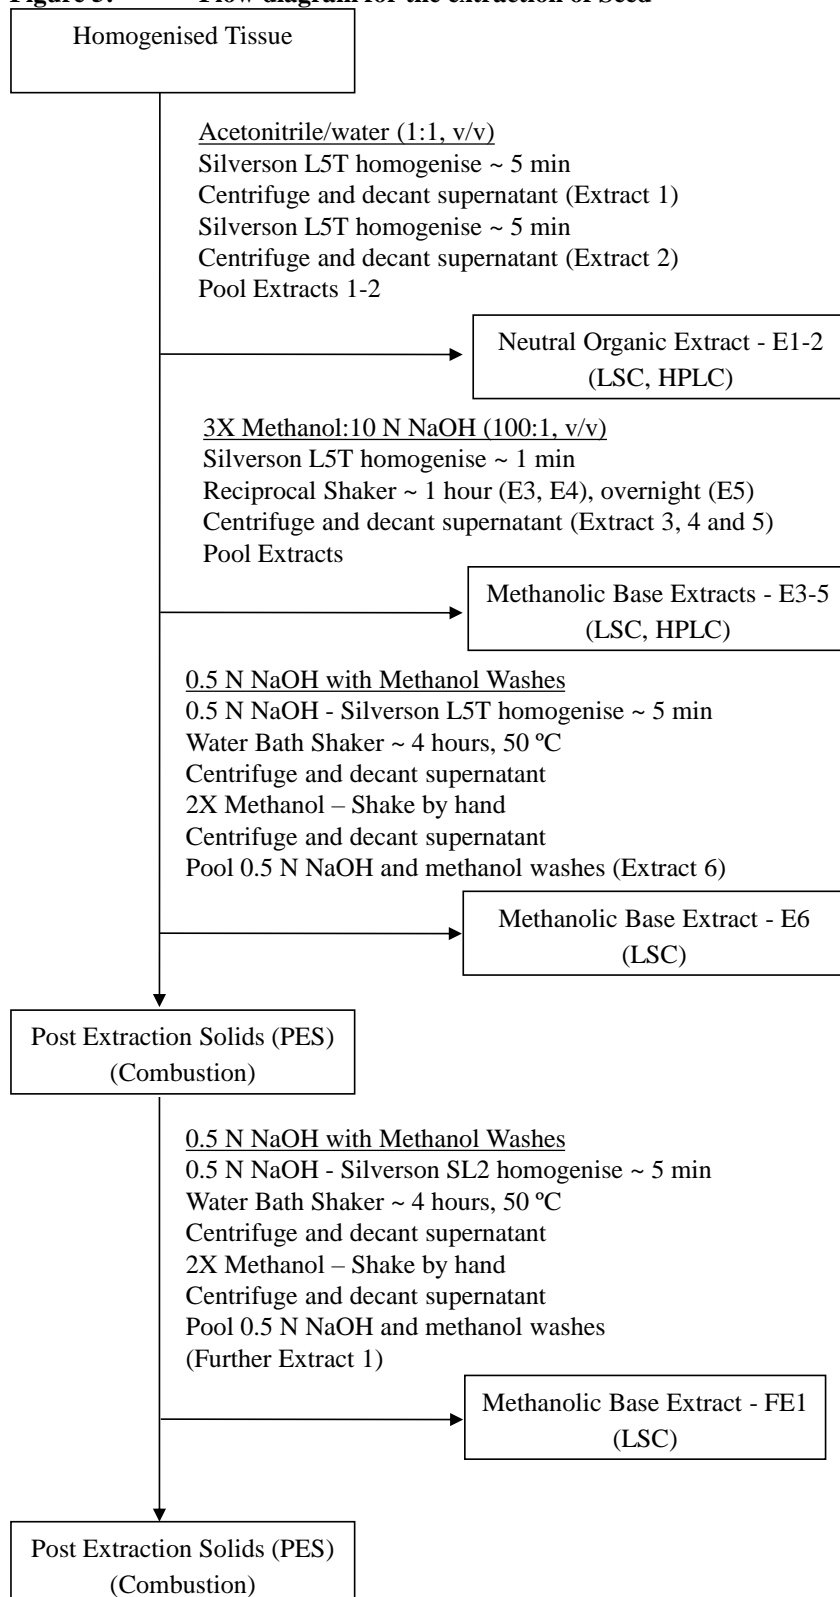 Figure 3. Flow diagram for the extraction of Seed
Homogenised Tissue
Acetonitrile/water (1:1, v/v)
Silverson L5T homogenise ~ 5 min
Centrifuge and decant supernatant (Extract 1)
Silverson L5T homogenise ~ 5 min
Centrifuge and decant supernatant (Extract 2)
Pool Extracts 1-2
Neutral Organic Extract - E1-2
(LSC, HPLC)
3X Methanol:10 N NaOH (100:1, v/v)
Silverson L5T homogenise ~ 1 min
Reciprocal Shaker ~ 1 hour (E3, E4), overnight (E5)
Centrifuge and decant supernatant (Extract 3, 4 and 5)
Pool Extracts
Methanolic Base Extracts - E3-5
(LSC, HPLC)
0.5 N NaOH with Methanol Washes
0.5 N NaOH - Silverson L5T homogenise ~ 5 min
Water Bath Shaker ~ 4 hours, 50 ºC
Centrifuge and decant supernatant
2X Methanol – Shake by hand
Centrifuge and decant supernatant
Pool 0.5 N NaOH and methanol washes (Extract 6)
Methanolic Base Extract - E6
(LSC)
Post Extraction Solids (PES)
(Combustion)
0.5 N NaOH with Methanol Washes
0.5 N NaOH - Silverson SL2 homogenise ~ 5 min
Water Bath Shaker ~ 4 hours, 50 ºC
Centrifuge and decant supernatant
2X Methanol – Shake by hand
Centrifuge and decant supernatant
Pool 0.5 N NaOH and methanol washes
(Further Extract 1)
Methanolic Base Extract - FE1
(LSC)
Post Extraction Solids (PES)
(Combustion)